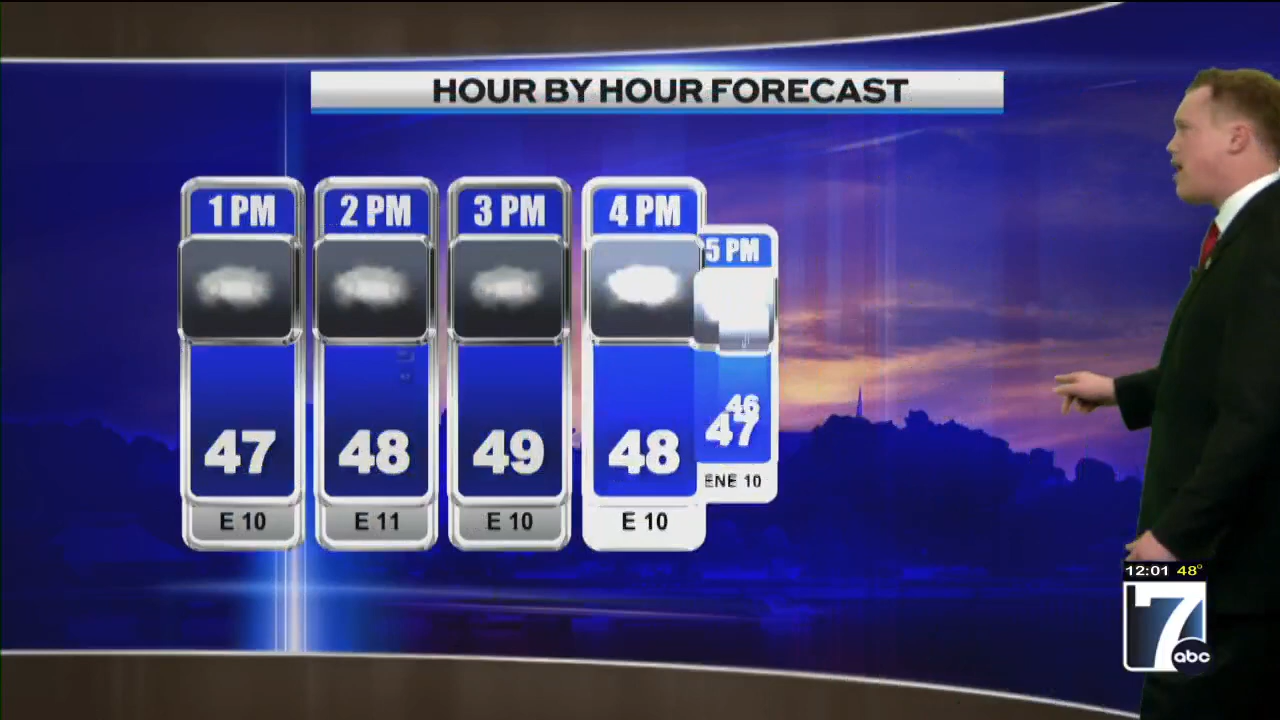 HOUR BY HOUR FORECAST
1 PM
2 PM
3 PM
4 PM
5 PM
47
48
49
48
46
47
E 10
E 11
E 10
E 10
ENE 10
12:01 48°
7
abc